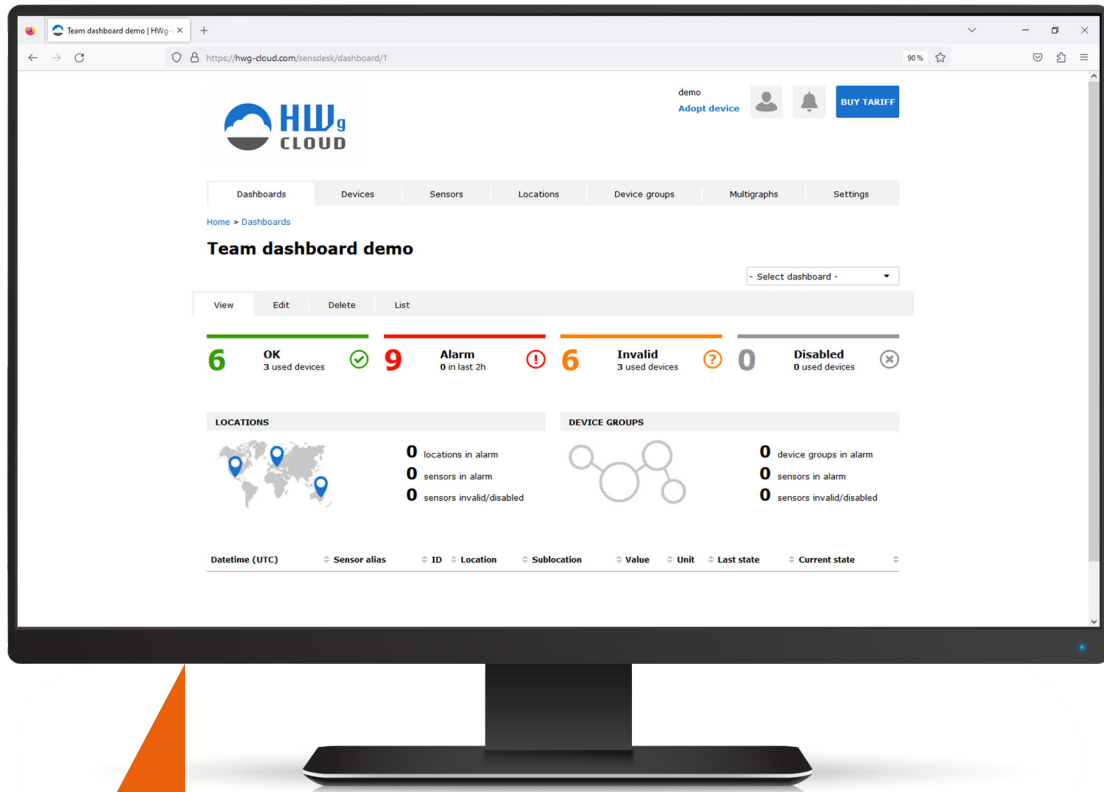 Team dashboard demo | HWg-
https://hwg-cloud.com/sensdesk/dashboard/1
90%
HWg
CLOUD
demo
Adopt device
BUY TARIFF
Dashboards Devices Sensors Locations Device groups Multigraphs Settings
Home » Dashboards
Team dashboard demo
- Select dashboard -
View Edit Delete List
6 OK 9 Alarm 6 Invalid 0 Disabled
3 used devices 0 in last 2h 3 used devices 0 used devices
LOCATIONS DEVICE GROUPS
0 locations in alarm 0 device groups in alarm
0 sensors in alarm 0 sensors in alarm
0 sensors invalid/disabled 0 sensors invalid/disabled
Datetime (UTC) Sensor alias ID Location Sublocation Value Unit Last state Current state